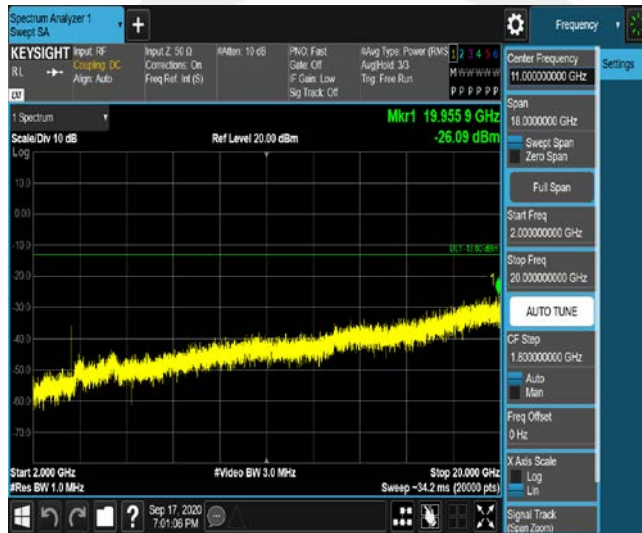 Spectrum Analyzer 1
Swept SA
Frequency
KEYSIGHT
RL
LXI
Input: RF
Coupling: DC
Align: Auto
Input Z: 50 Ω
Corrections: On
Freq Ref: Int (S)
#Atten: 10 dB
PNO: Fast
Gate: Off
IF Gain: Low
Sig Track: Off
#Avg Type: Power (RMS
Avg|Hold: 3/3
Trig: Free Run
1 2 3 4 5 6
M W W W W W
P P P P P P
1 Spectrum
Scale/Div 10 dB
Ref Level 20.00 dBm
Mkr1 19.955 9 GHz
-26.09 dBm
Log
10.0
0.00
-10.0
DL1 -13.00 dBm
-20.0
1
-30.0
-40.0
-50.0
-60.0
-70.0
Start 2.000 GHz
#Res BW 1.0 MHz
#Video BW 3.0 MHz
Stop 20.000 GHz
Sweep ~34.2 ms (20000 pts)
Sep 17, 2020
7:01:06 PM
Center Frequency
11.000000000 GHz
Settings
Span
18.0000000 GHz
Swept Span
Zero Span
Full Span
Start Freq
2.000000000 GHz
Stop Freq
20.000000000 GHz
AUTO TUNE
CF Step
1.800000000 GHz
Auto
Man
Freq Offset
0 Hz
X Axis Scale
Log
Lin
Signal Track
(Span Zoom)